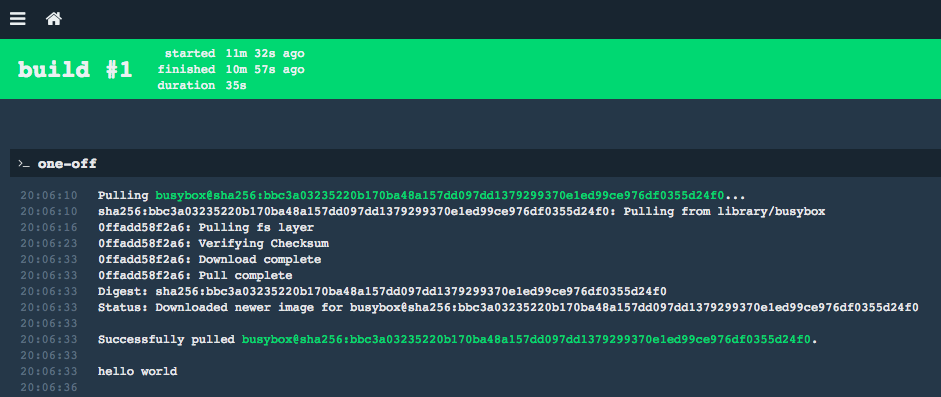 build #1
started 11m 32s ago
finished 10m 57s ago
duration 35s
>_ one-off
20:06:10 Pulling busybox@sha256:bbc3a03235220b170ba48a157dd097dd1379299370e1ed99ce976df0355d24f0...
20:06:10 sha256:bbc3a03235220b170ba48a157dd097dd1379299370e1ed99ce976df0355d24f0: Pulling from library/busybox
20:06:16 0ffadd58f2a6: Pulling fs layer
20:06:23 0ffadd58f2a6: Verifying Checksum
20:06:33 0ffadd58f2a6: Download complete
20:06:33 0ffadd58f2a6: Pull complete
20:06:33 Digest: sha256:bbc3a03235220b170ba48a157dd097dd1379299370e1ed99ce976df0355d24f0
20:06:33 Status: Downloaded newer image for busybox@sha256:bbc3a03235220b170ba48a157dd097dd1379299370e1ed99ce976df0355d24f0
20:06:33
20:06:33 Successfully pulled busybox@sha256:bbc3a03235220b170ba48a157dd097dd1379299370e1ed99ce976df0355d24f0.
20:06:33
20:06:33 hello world
20:06:36